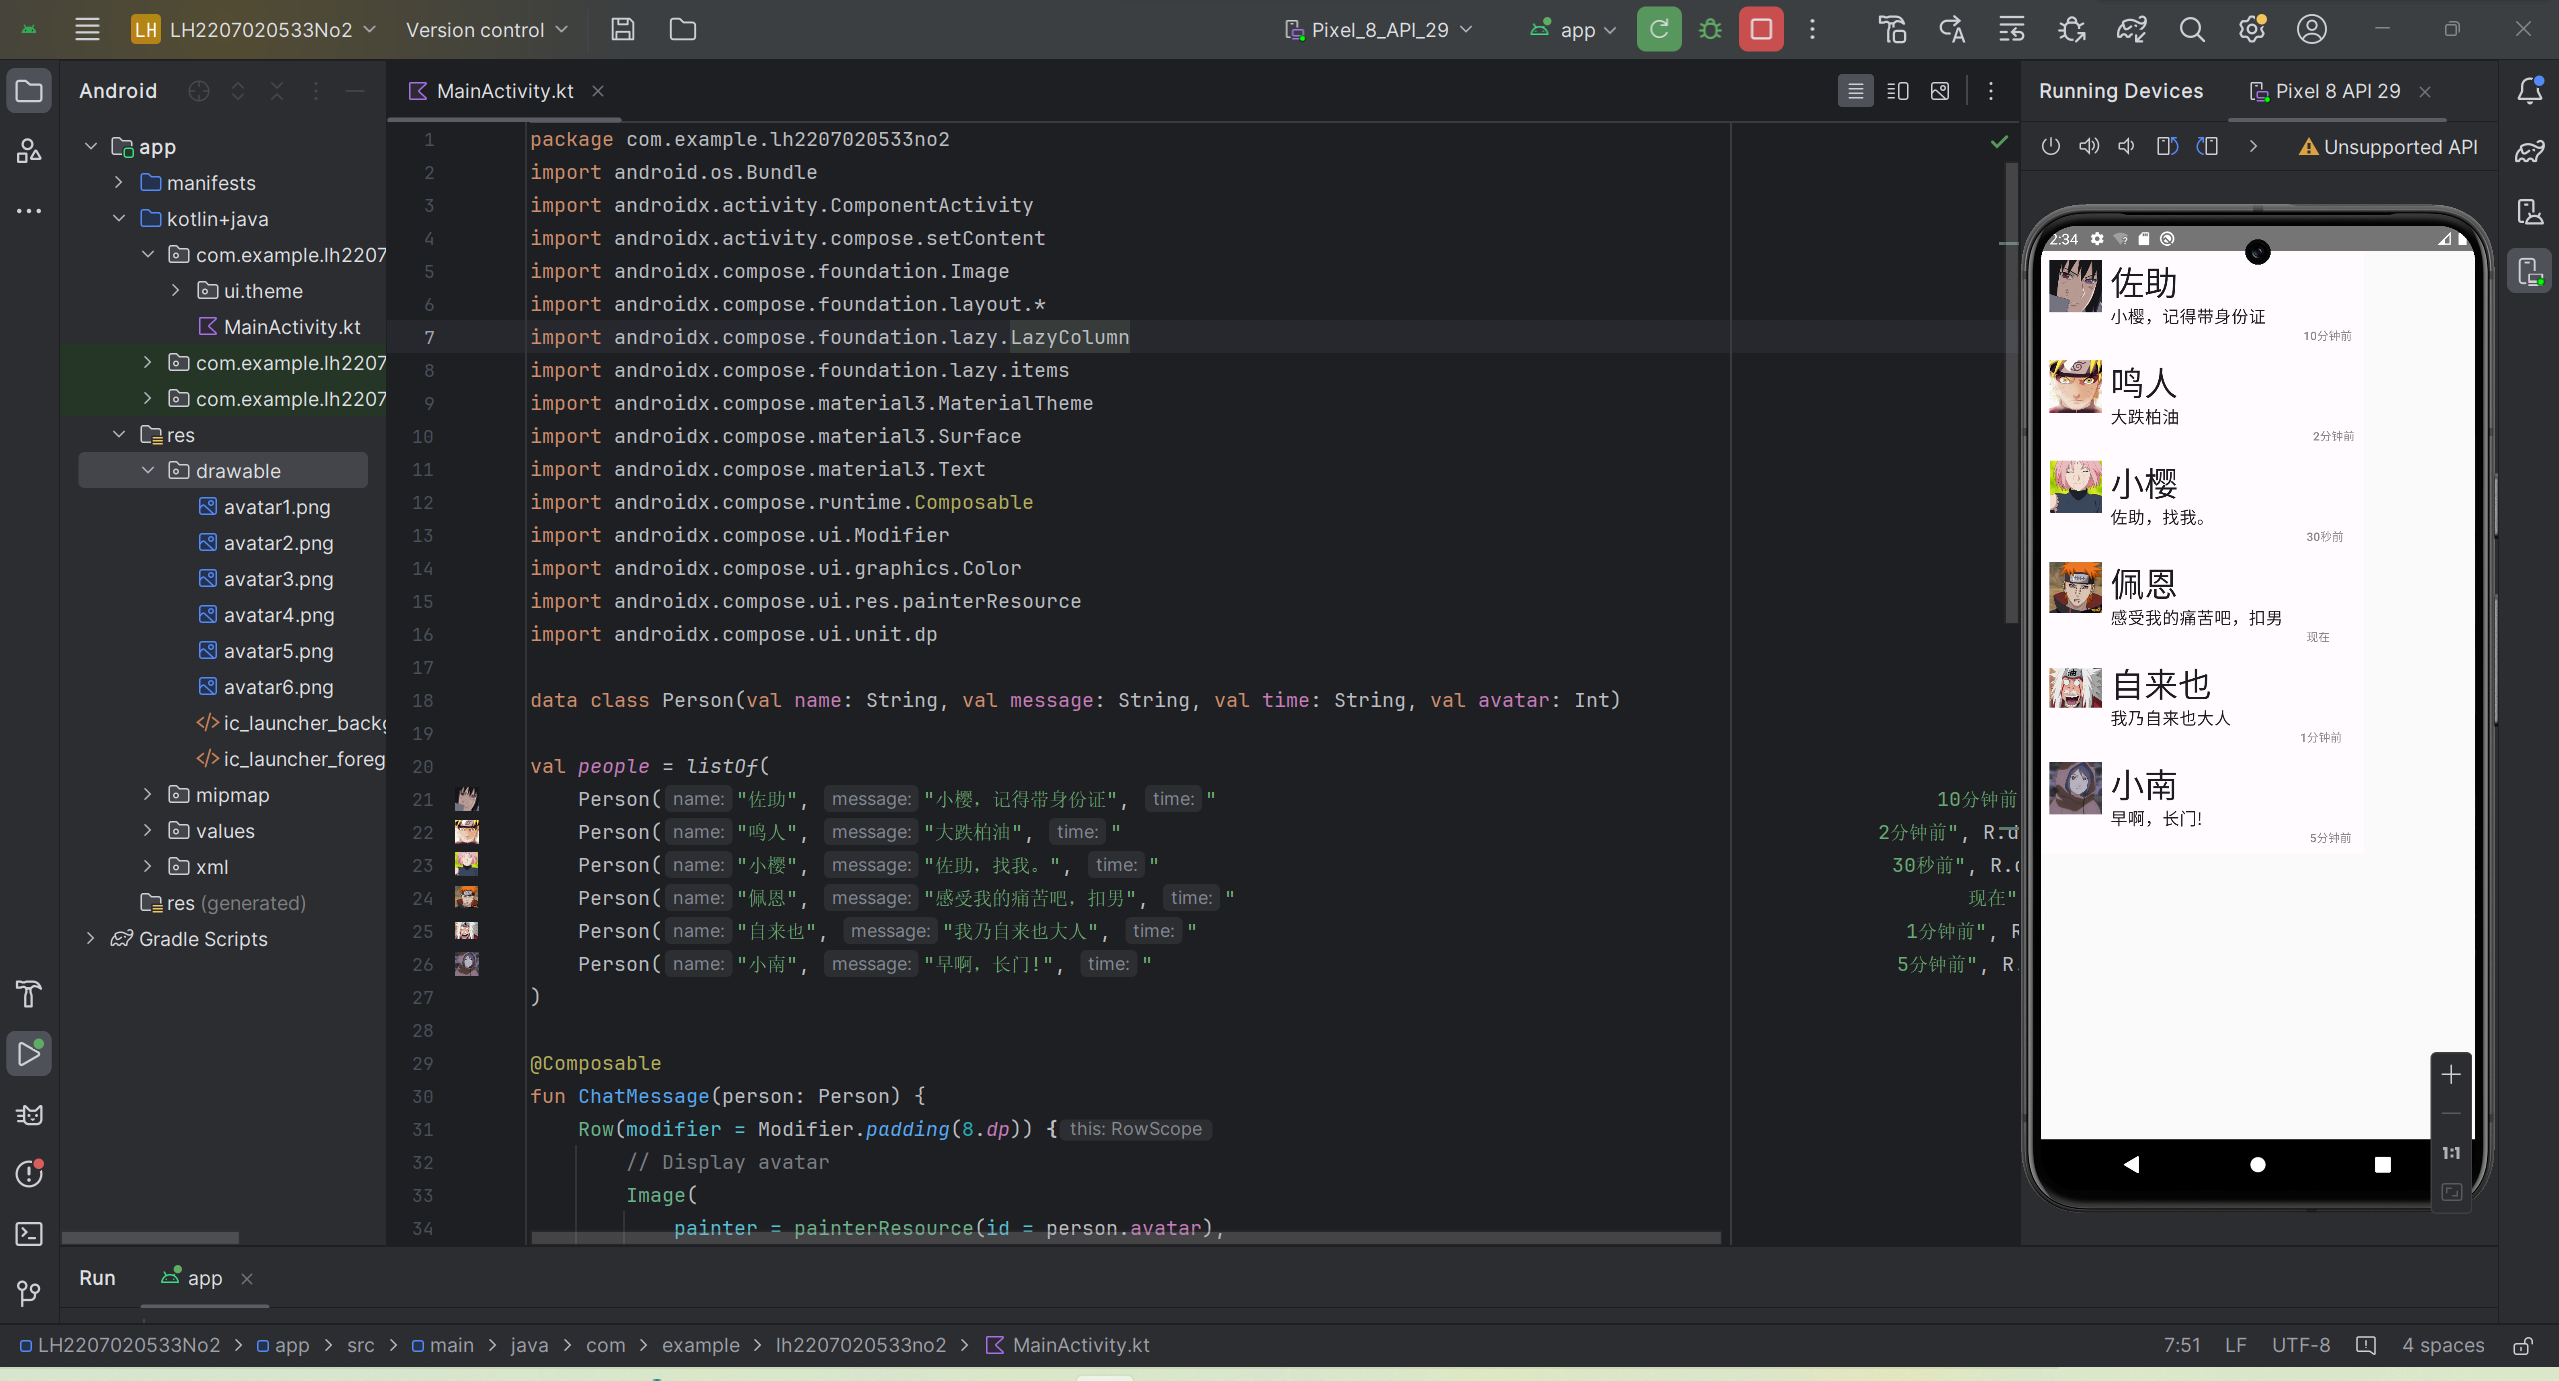 LH LH2207020533No2 Version control Pixel_8_API_29 app
Android
app
manifests
kotlin+java
com.example.lh2207
ui.theme
MainActivity.kt
com.example.lh2207
com.example.lh2207
res
drawable
avatar1.png
avatar2.png
avatar3.png
avatar4.png
avatar5.png
avatar6.png
ic_launcher_backg
ic_launcher_foreg
mipmap
values
xml
res (generated)
Gradle Scripts
MainActivity.kt
1 package com.example.lh2207020533no2
2 import android.os.Bundle
3 import androidx.activity.ComponentActivity
4 import androidx.activity.compose.setContent
5 import androidx.compose.foundation.Image
6 import androidx.compose.foundation.layout.*
7 import androidx.compose.foundation.lazy.LazyColumn
8 import androidx.compose.foundation.lazy.items
9 import androidx.compose.material3.MaterialTheme
10 import androidx.compose.material3.Surface
11 import androidx.compose.material3.Text
12 import androidx.compose.runtime.Composable
13 import androidx.compose.ui.Modifier
14 import androidx.compose.ui.graphics.Color
15 import androidx.compose.ui.res.painterResource
16 import androidx.compose.ui.unit.dp
17
18 data class Person(val name: String, val message: String, val time: String, val avatar: Int)
19
20 val people = listOf(
21 Person( name: "佐助", message: "小樱，记得带身份证", time: " 10分钟前
22 Person( name: "鸣人", message: "大跌柏油", time: " 2分钟前", R.d
23 Person( name: "小樱", message: "佐助，找我。", time: " 30秒前", R.d
24 Person( name: "佩恩", message: "感受我的痛苦吧，扣男", time: " 现在"
25 Person( name: "自来也", message: "我乃自来也大人", time: " 1分钟前", R
26 Person( name: "小南", message: "早啊，长门!", time: " 5分钟前", R.
27 )
28
29 @Composable
30 fun ChatMessage(person: Person) {
31 Row(modifier = Modifier.padding(8.dp)) { this: RowScope
32 // Display avatar
33 Image(
34 painter = painterResource(id = person.avatar),
Running Devices Pixel 8 API 29
Unsupported API
2:34
佐助
小樱，记得带身份证
10分钟前
鸣人
大跌柏油
2分钟前
小樱
佐助，找我。
30秒前
佩恩
感受我的痛苦吧，扣男
现在
自来也
我乃自来也大人
1分钟前
小南
早啊，长门!
5分钟前
1:1
Run app
LH2207020533No2 > app > src > main > java > com > example > lh2207020533no2 > MainActivity.kt 7:51 LF UTF-8 4 spaces